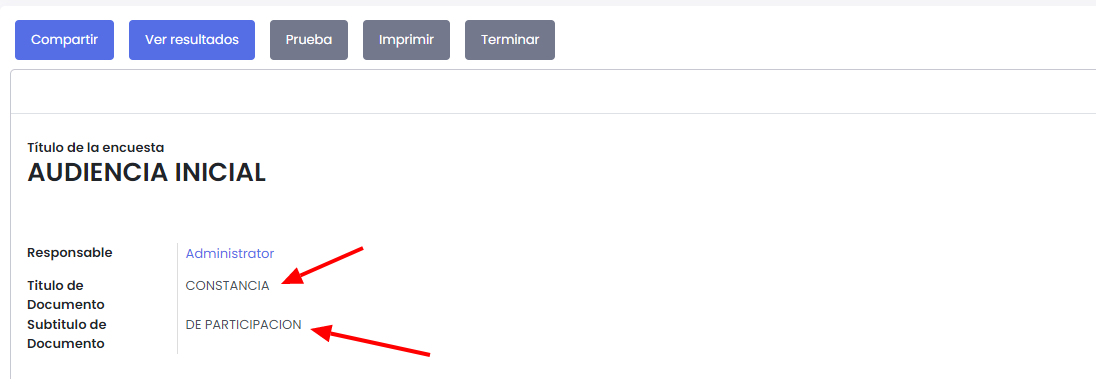 Compartir Ver resultados Prueba Imprimir Terminar
Título de la encuesta
AUDIENCIA INICIAL
Responsable Administrator
Titulo de CONSTANCIA
Documento
Subtitulo de DE PARTICIPACION
Documento